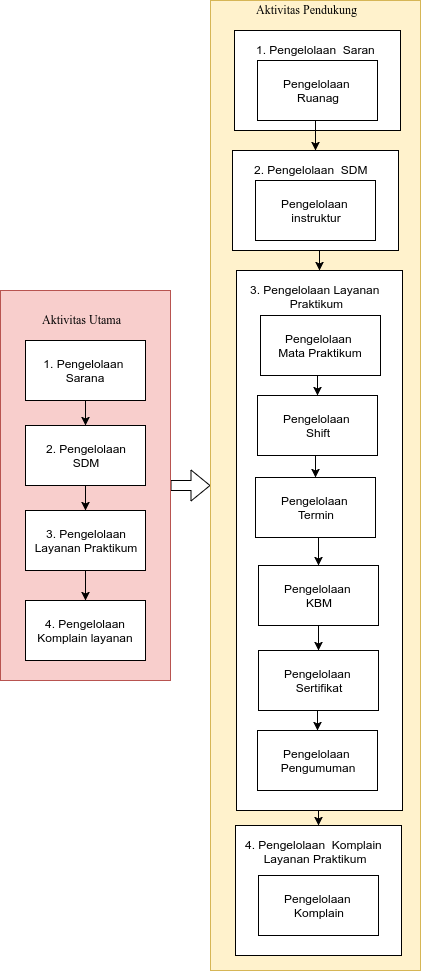 Aktivitas Utama
1. Pengelolaan
Sarana
2. Pengelolaan
SDM
3. Pengelolaan
Layanan Praktikum
4. Pengelolaan
Komplain layanan
Aktivitas Pendukung
1. Pengelolaan Saran
Pengelolaan
Ruanag
2. Pengelolaan SDM
Pengelolaan
instruktur
3. Pengelolaan Layanan
Praktikum
Pengelolaan
Mata Praktikum
Pengelolaan
Shift
Pengelolaan
Termin
Pengelolaan
KBM
Pengelolaan
Sertifikat
Pengelolaan
Pengumuman
4. Pengelolaan Komplain
Layanan Praktikum
Pengelolaan
Komplain